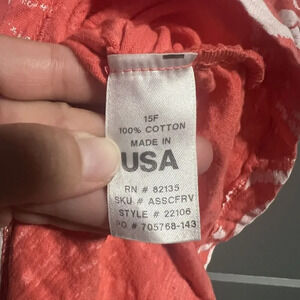 15F
100% COTTON
MADE IN
USA
RN # 82135
SKU # ASSCFRV
STYLE # 22106
PO # 705768-143